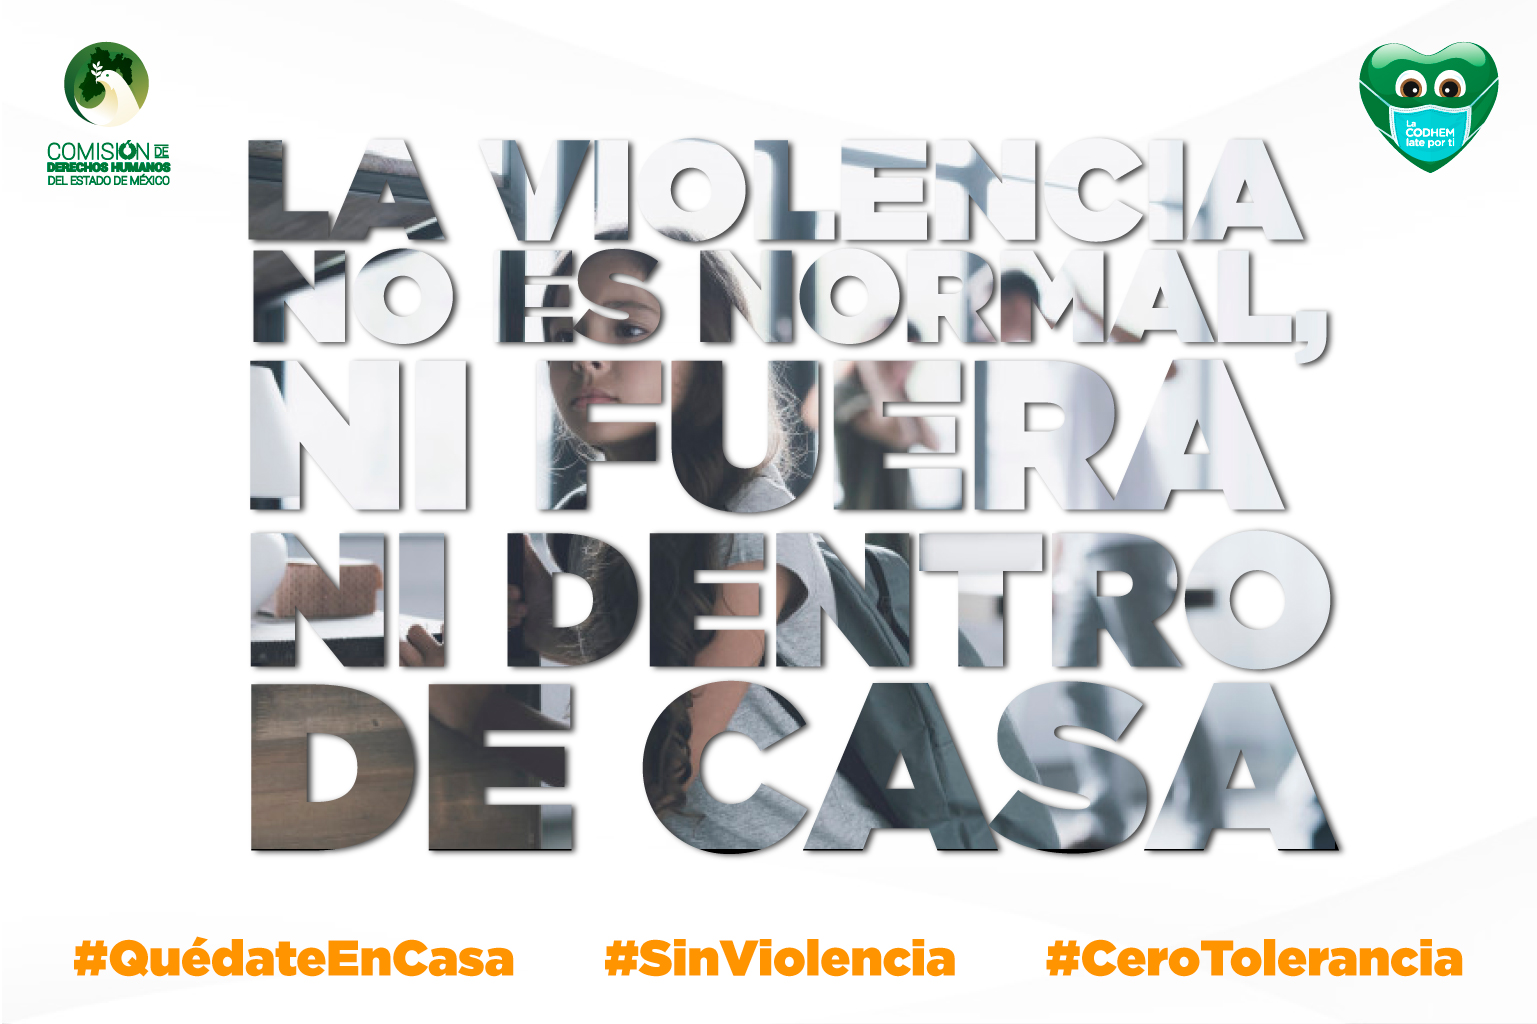 COMISIÓN DE
DERECHOS HUMANOS
DEL ESTADO DE MÉXICO
La
CODHEM
late por ti
LA VIOLENCIA
NO ES NORMAL,
NI FUERA
NI DENTRO
DE CASA
#QuédateEnCasa #SinViolencia #CeroTolerancia